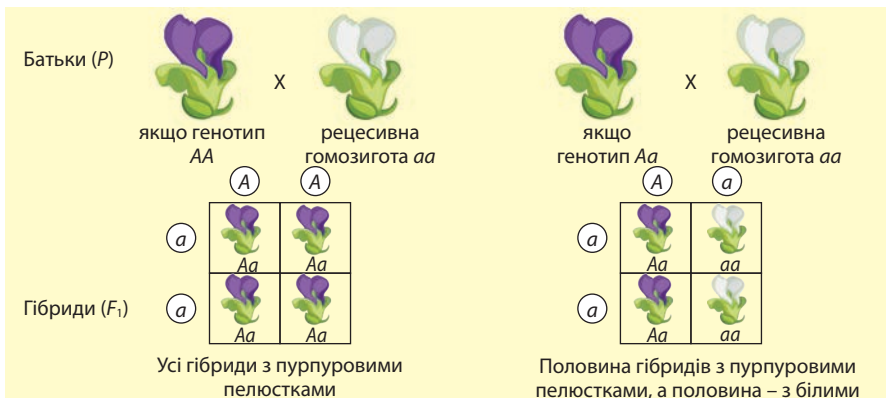 Батьки (P)
X
X
якщо генотип
AA
рецесивна
гомозигота aa
якщо
генотип Aa
рецесивна
гомозигота aa
A A
a
Aa Aa
a
Aa Aa
A a
a
Aa aa
a
Aa aa
Гібриди (F₁)
Усі гібриди з пурпуровими
пелюстками
Половина гібридів з пурпуровими
пелюстками, а половина – з білими